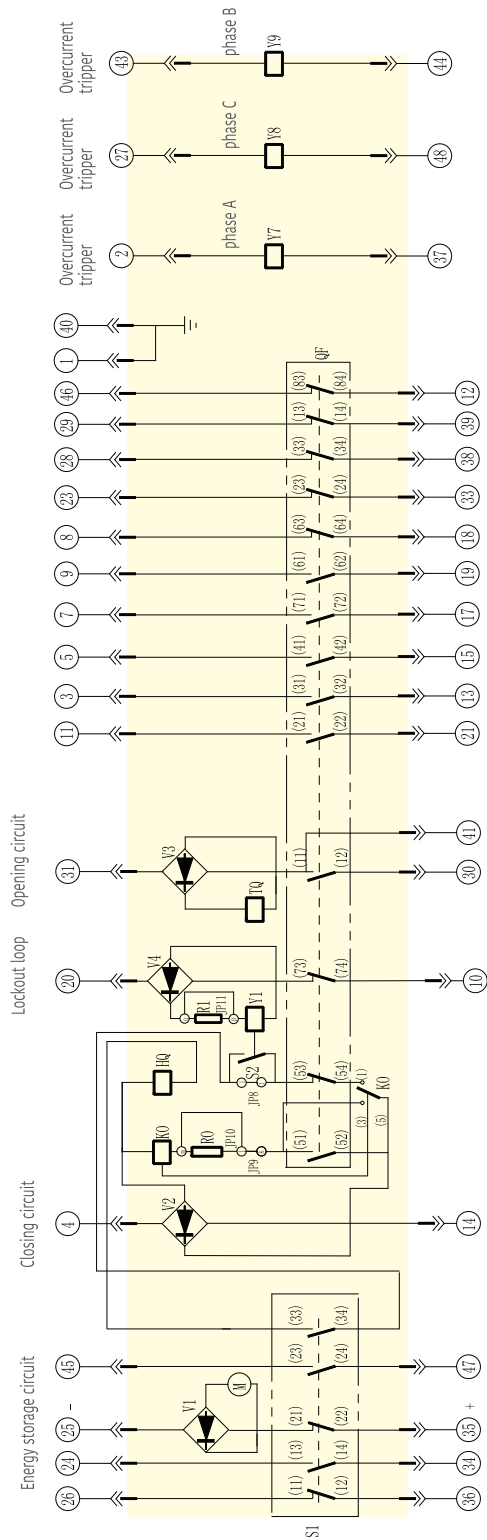 Energy storage circuit
Closing circuit
Lockout loop
Opening circuit
Overcurrent
tripper
Overcurrent
tripper
Overcurrent
tripper
26
24
25
-
45
4
20
31
11
3
5
7
9
8
23
28
29
46
1
40
2
27
43
V1
M
V2
KO
HQ
RO
JP10
JP9
V4
R1
JP11
Y1
S2
JP8
V3
TQ
phase A
phase C
phase B
Y7
Y8
Y9
S1
(11)
(13)
(21)
(23)
(33)
(12)
(14)
(22)
(24)
(34)
(51)
(53)
(73)
(11)
(21)
(31)
(41)
(71)
(61)
(63)
(23)
(33)
(13)
(83)
QF
(52)
(54)
(74)
(12)
(22)
(32)
(42)
(72)
(62)
(64)
(24)
(34)
(14)
(84)
(3)
(1)
(5)
KO
36
34
35
+
47
14
10
30
41
21
13
15
17
19
18
33
38
39
12
37
48
44